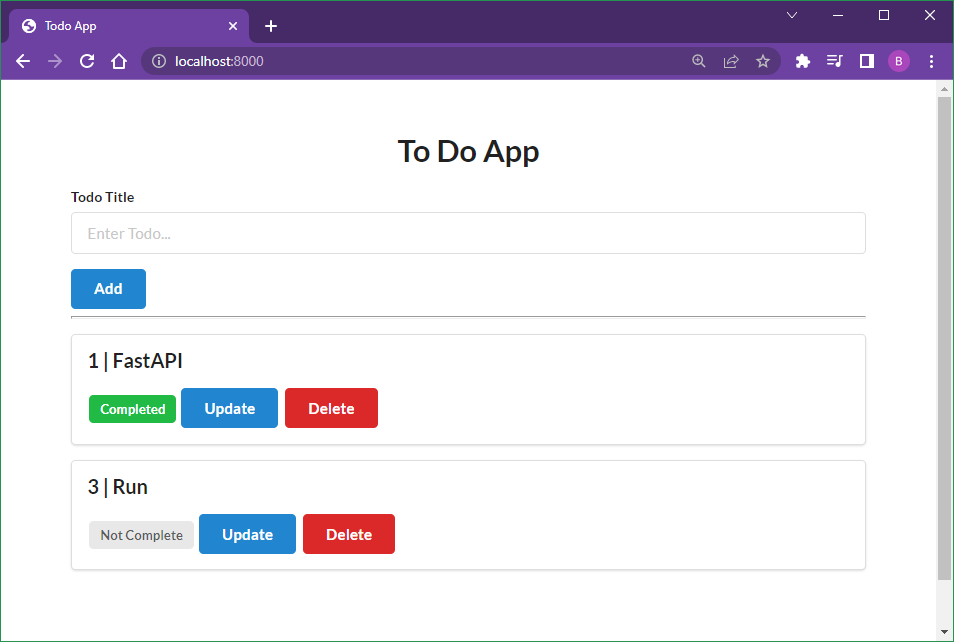 Todo App
localhost:8000
B
To Do App
Todo Title
Enter Todo...
Add
1 | FastAPI
Completed Update Delete
3 | Run
Not Complete Update Delete